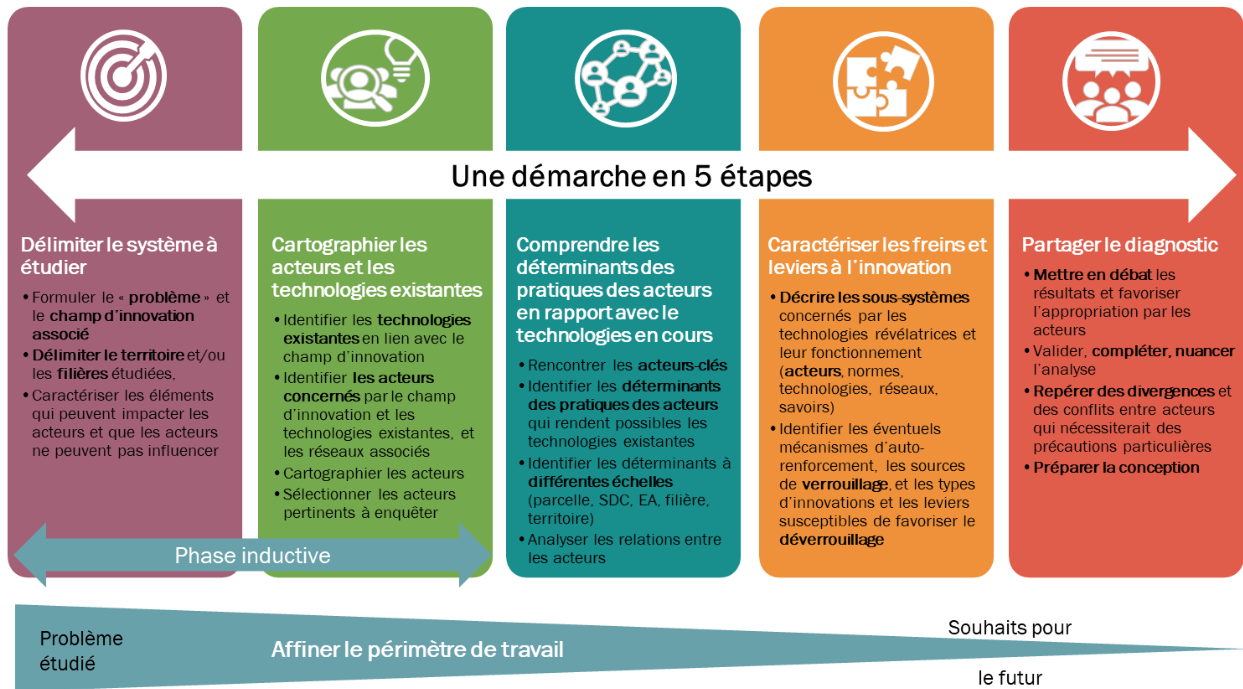 Une démarche en 5 étapes
Délimiter le système à
étudier
• Formuler le « problème » et
le champ d’innovation
associé
• Délimiter le territoire et/ou
les filières étudiées,
• Caractériser les éléments
qui peuvent impacter les
acteurs et que les acteurs
ne peuvent pas influencer
Cartographier les
acteurs et les
technologies existantes
• Identifier les technologies
existantes en lien avec le
champ d’innovation
• Identifier les acteurs
concernés par le champ
d’innovation et les
technologies existantes, et
les réseaux associés
• Cartographier les acteurs
• Sélectionner les acteurs
pertinents à enquêter
Comprendre les
déterminants des
pratiques des acteurs
en rapport avec le
technologies en cours
• Rencontrer les acteurs-clés
• Identifier les déterminants
des pratiques des acteurs
qui rendent possibles les
technologies existantes
• Identifier les déterminants à
différentes échelles
(parcelle, SDC, EA, filière,
territoire)
• Analyser les relations entre
les acteurs
Caractériser les freins et
leviers à l’innovation
• Décrire les sous-systèmes
concernés par les
technologies révélatrices et
leur fonctionnement
(acteurs, normes,
technologies, réseaux,
savoirs)
• Identifier les éventuels
mécanismes d’auto-
renforcement, les sources
de verrouillage, et les types
d’innovations et les leviers
susceptibles de favoriser le
déverrouillage
Partager le diagnostic
• Mettre en débat les
résultats et favoriser
l’appropriation par les
acteurs
• Valider, compléter, nuancer
l’analyse
• Repérer des divergences et
des conflits entre acteurs
qui nécessiterait des
précautions particulières
• Préparer la conception
Phase inductive
Problème
étudié
Affiner le périmètre de travail
Souhaits pour
le futur